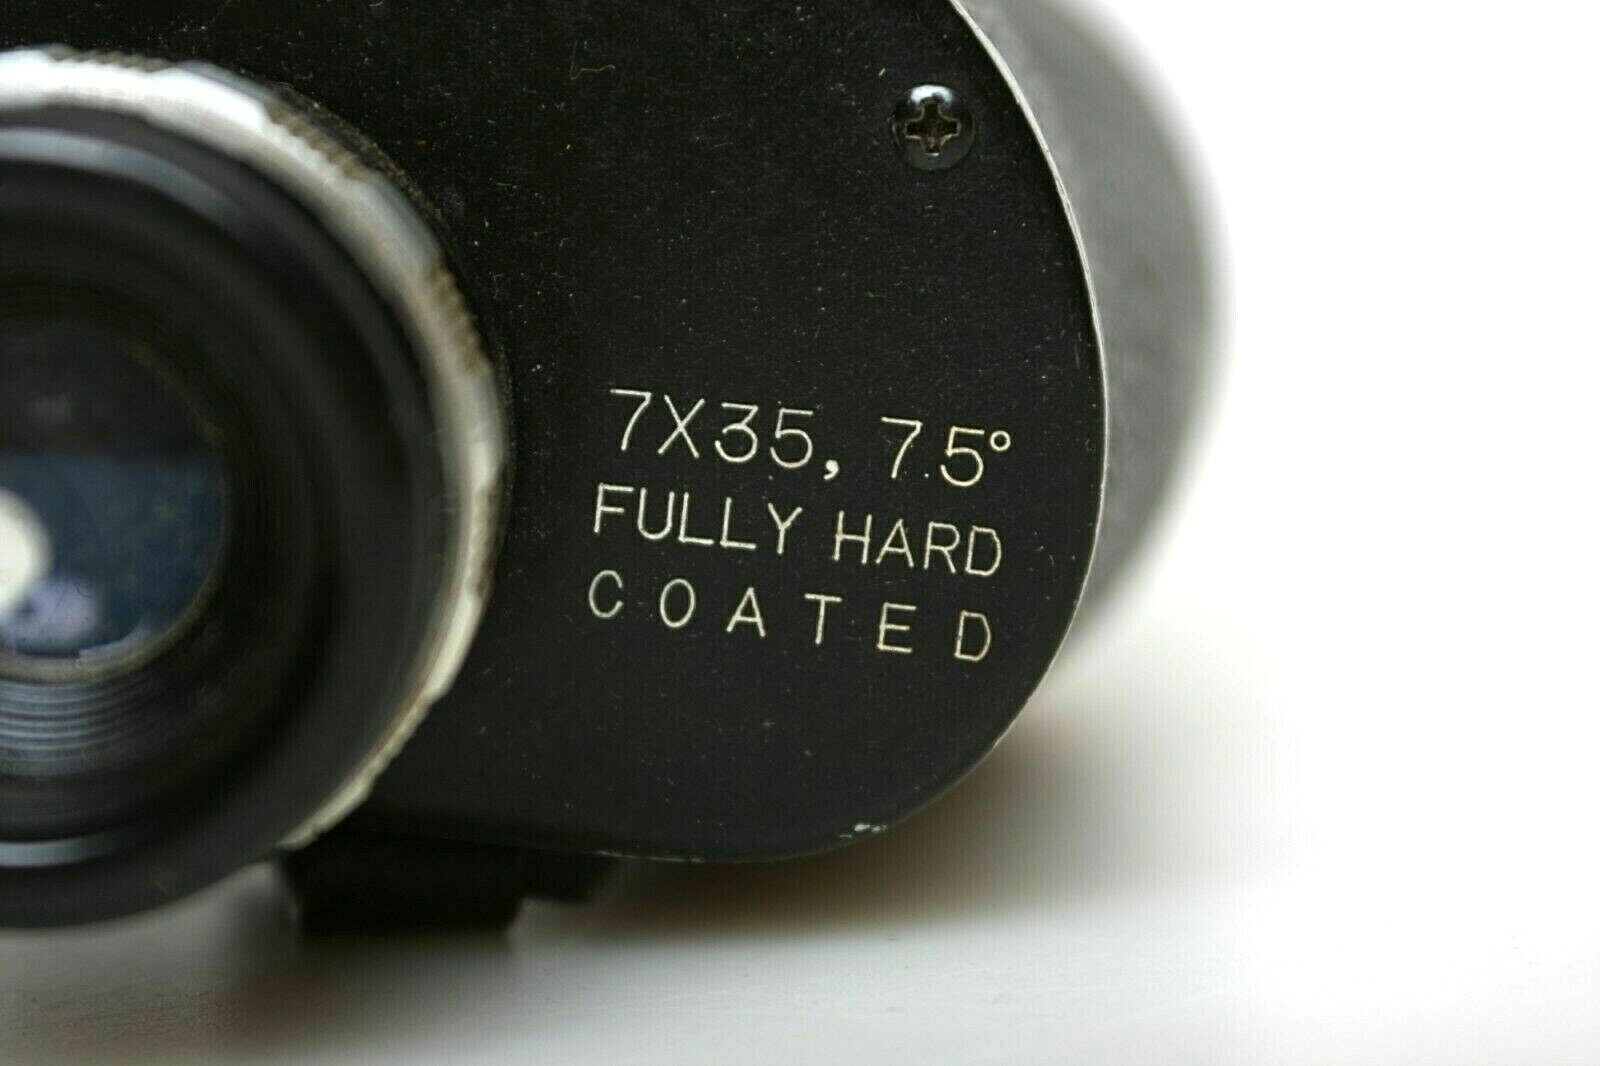 7X35, 7.5°
FULLY HARD
COATED